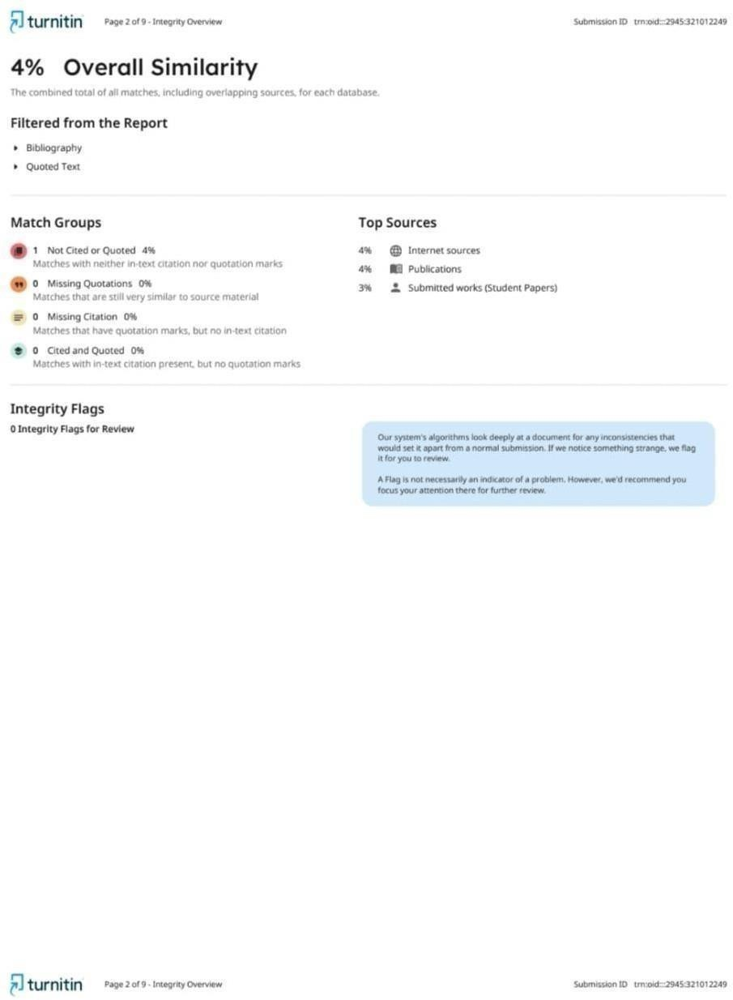 turnitin Page 2 of 9 - Integrity Overview Submission ID trn:oid:::2945:321012249
4% Overall Similarity
The combined total of all matches, including overlapping sources, for each database.
Filtered from the Report
Bibliography
Quoted Text
Match Groups
1 Not Cited or Quoted 4%
Matches with neither in-text citation nor quotation marks
0 Missing Quotations 0%
Matches that are still very similar to source material
0 Missing Citation 0%
Matches that have quotation marks, but no in-text citation
0 Cited and Quoted 0%
Matches with in-text citation present, but no quotation marks
Top Sources
4% Internet sources
4% Publications
3% Submitted works (Student Papers)
Integrity Flags
0 Integrity Flags for Review
Our system's algorithms look deeply at a document for any inconsistencies that
would set it apart from a normal submission. If we notice something strange, we flag
it for you to review.
A Flag is not necessarily an indicator of a problem. However, we'd recommend you
focus your attention there for further review.
turnitin Page 2 of 9 - Integrity Overview Submission ID trn:oid:::2945:321012249